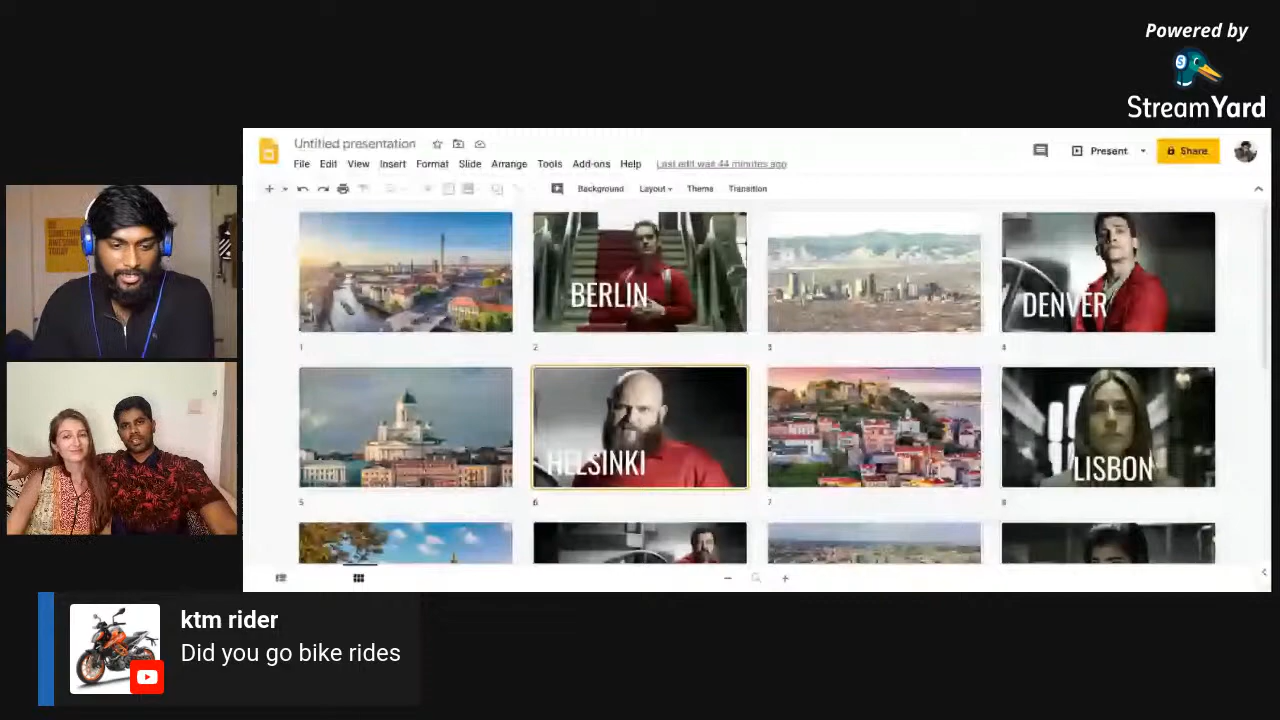 Powered by
StreamYard
Untitled presentation
File Edit View Insert Format Slide Arrange Tools Add-ons Help Last edit was 44 minutes ago
Present
Share
Background Layout Theme Transition
BERLIN
DENVER
1
2
3
4
HELSINKI
LISBON
5
6
7
8
ktm rider
Did you go bike rides